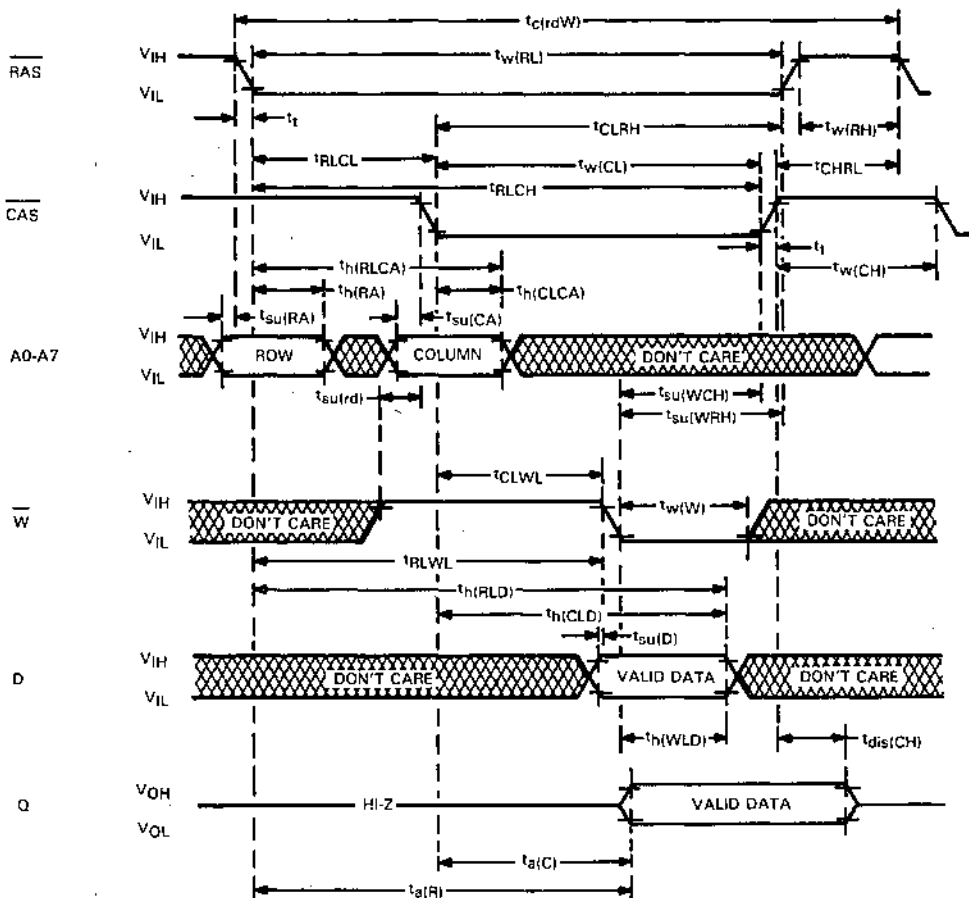 tc(rdW)
RAS
VIH
VIL
tw(RL)
tt
tCLRH
tw(RH)
tRLCL
tw(CL)
tCHRL
tRLCH
CAS
VIH
VIL
tt
th(RLCA)
tw(CH)
th(RA)
th(CLCA)
tsu(RA)
tsu(CA)
A0-A7
VIH
VIL
ROW
COLUMN
DON'T CARE
tsu(rd)
tsu(WCH)
tsu(WRH)
tCLWL
W
VIH
VIL
DON'T CARE
tw(W)
DON'T CARE
tRLWL
th(RLD)
th(CLD)
tsu(D)
D
VIH
VIL
DON'T CARE
VALID DATA
DON'T CARE
th(WLD)
tdis(CH)
Q
VOH
VOL
HI-Z
VALID DATA
ta(C)
ta(R)